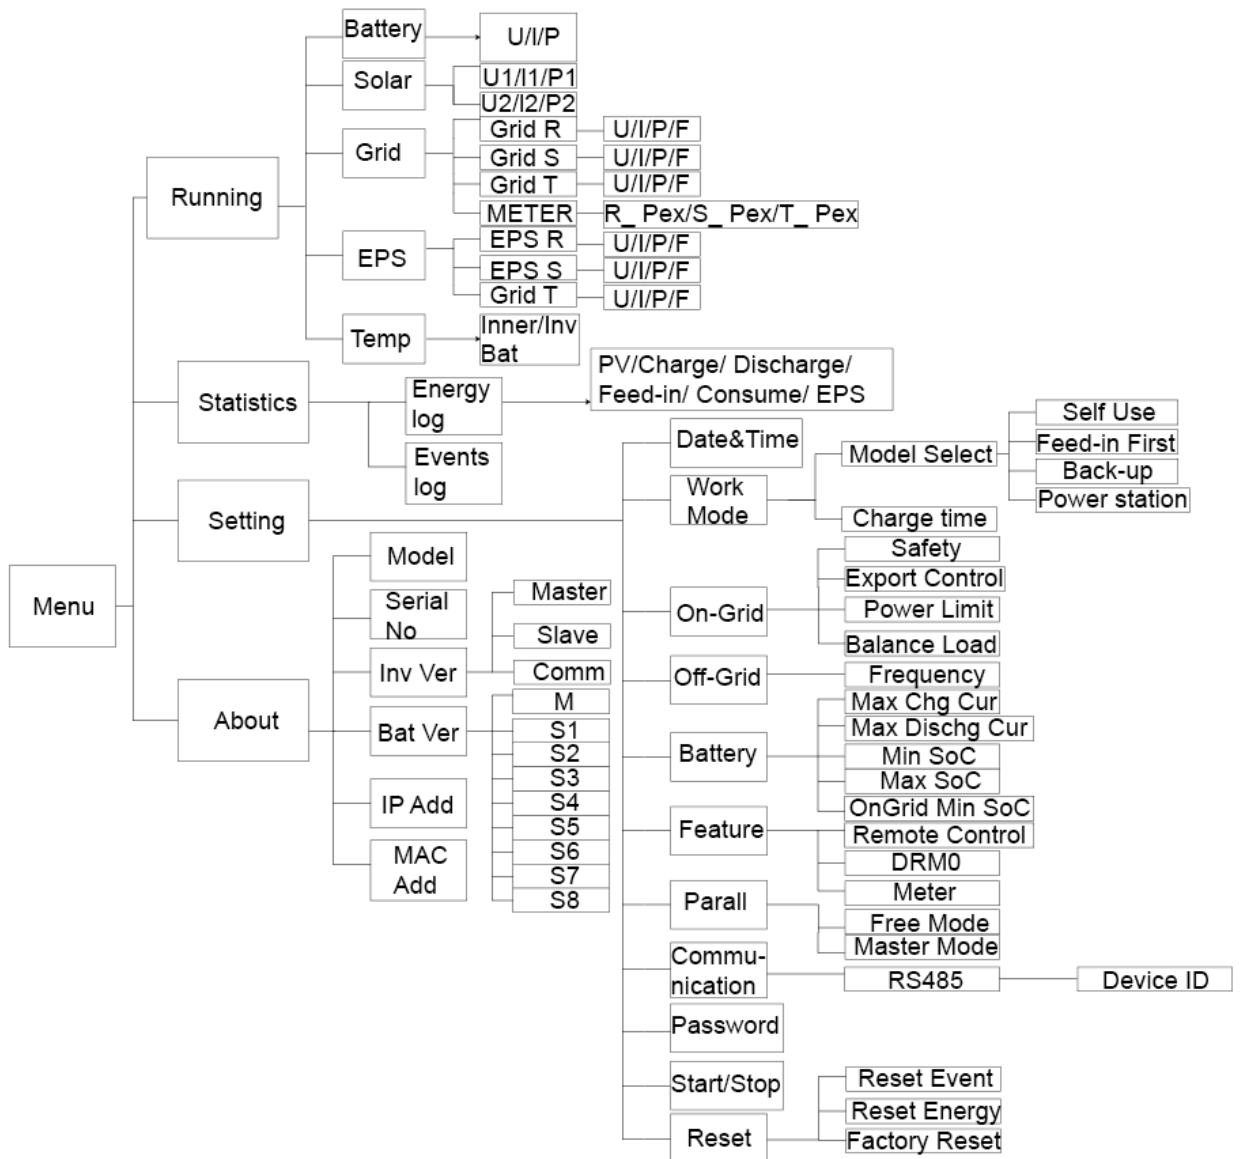 Menu
Running
Battery
U/I/P
Solar
U1/I1/P1
U2/I2/P2
Grid
Grid R
U/I/P/F
Grid S
U/I/P/F
Grid T
U/I/P/F
METER
R_ Pex/S_ Pex/T_ Pex
EPS
EPS R
U/I/P/F
EPS S
U/I/P/F
Grid T
U/I/P/F
Temp
Inner/Inv
Bat
Statistics
Energy
log
PV/Charge/ Discharge/
Feed-in/ Consume/ EPS
Events
log
Setting
Date&Time
Work
Mode
Model Select
Self Use
Feed-in First
Back-up
Power station
Charge time
On-Grid
Safety
Export Control
Power Limit
Balance Load
Off-Grid
Frequency
Battery
Max Chg Cur
Max Dischg Cur
Min SoC
Max SoC
OnGrid Min SoC
Feature
Remote Control
DRM0
Meter
Parall
Free Mode
Master Mode
Commu-
nication
RS485
Device ID
Password
Start/Stop
Reset
Reset Event
Reset Energy
Factory Reset
About
Model
Serial
No
Inv Ver
Master
Slave
Comm
Bat Ver
M
S1
S2
S3
S4
S5
S6
S7
S8
IP Add
MAC
Add